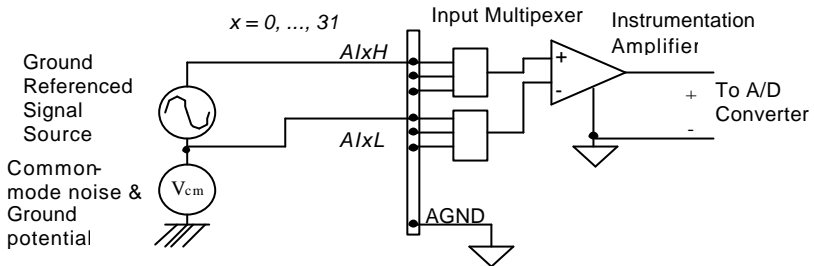 x = 0, ..., 31
Input Multipexer
Instrumentation
Amplifier
AIxH
Ground
Referenced
Signal
Source
+
-
To A/D
Converter
+
-
AIxL
Common-
mode noise &
Ground
potential
Vcm
AGND